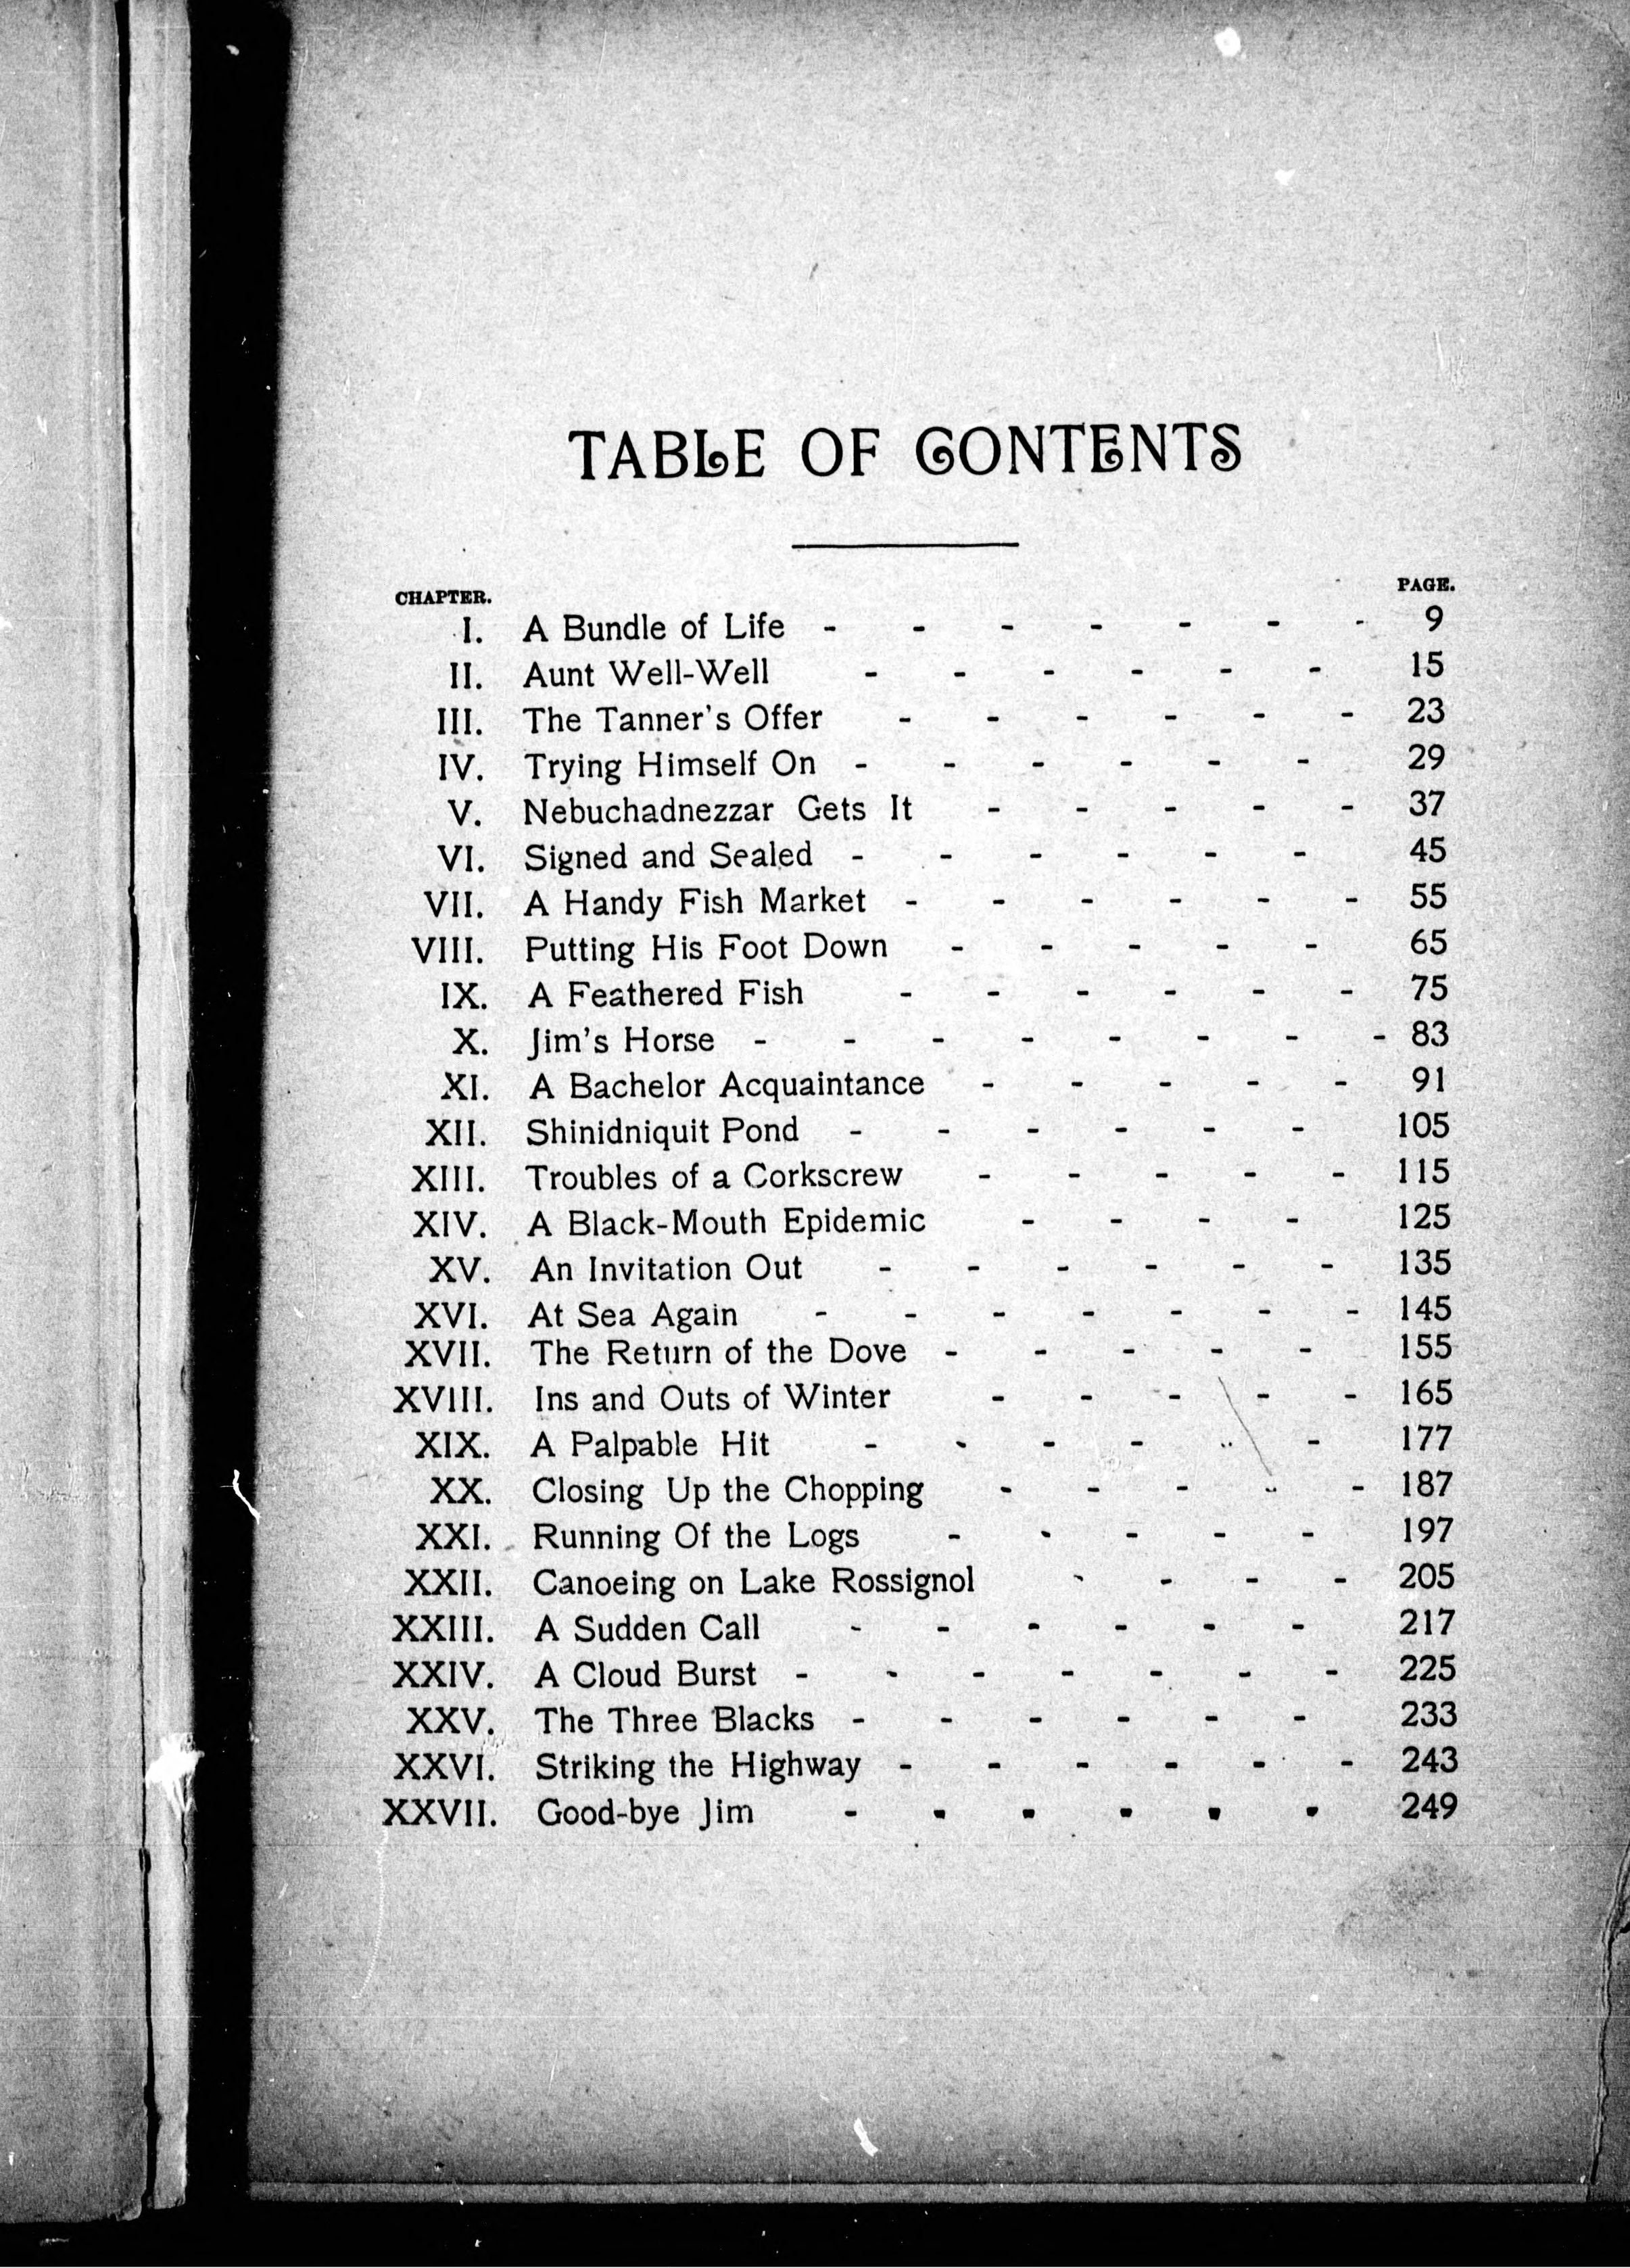 TABLE OF CONTENTS
CHAPTER. PAGE.
I. A Bundle of Life - - - - - - - 9
II. Aunt Well-Well - - - - - - 15
III. The Tanner's Offer - - - - - - 23
IV. Trying Himself On - - - - - - 29
V. Nebuchadnezzar Gets It - - - - - 37
VI. Signed and Sealed - - - - - - 45
VII. A Handy Fish Market - - - - - - 55
VIII. Putting His Foot Down - - - - - 65
IX. A Feathered Fish - - - - - - 75
X. Jim's Horse - - - - - - - - 83
XI. A Bachelor Acquaintance - - - - - 91
XII. Shinidniquit Pond - - - - - - 105
XIII. Troubles of a Corkscrew - - - - - 115
XIV. A Black-Mouth Epidemic - - - - 125
XV. An Invitation Out - - - - - - 135
XVI. At Sea Again - - - - - - - 145
XVII. The Return of the Dove - - - - - 155
XVIII. Ins and Outs of Winter - - - - - 165
XIX. A Palpable Hit - - - - - - 177
XX. Closing Up the Chopping - - - - - 187
XXI. Running Of the Logs - - - - - 197
XXII. Canoeing on Lake Rossignol - - - - 205
XXIII. A Sudden Call - - - - - - 217
XXIV. A Cloud Burst - - - - - - - 225
XXV. The Three Blacks - - - - - - 233
XXVI. Striking the Highway - - - - - - 243
XXVII. Good-bye Jim - - - - - - 249